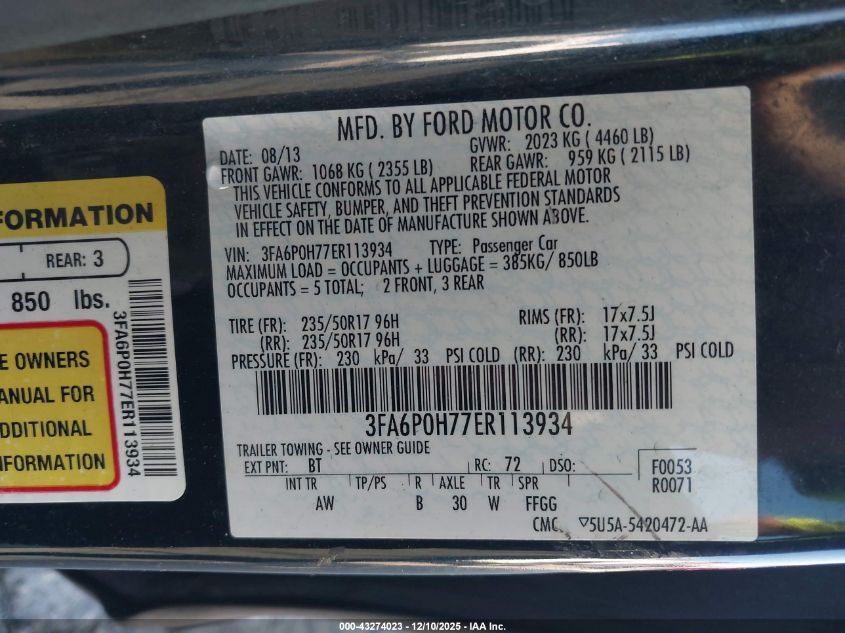 MFD. BY FORD MOTOR CO.
DATE: 08/13 GVWR: 2023 KG ( 4460 LB)
FRONT GAWR: 1068 KG ( 2355 LB) REAR GAWR: 959 KG ( 2115 LB)
THIS VEHICLE CONFORMS TO ALL APPLICABLE FEDERAL MOTOR
VEHICLE SAFETY, BUMPER, AND THEFT PREVENTION STANDARDS
IN EFFECT ON THE DATE OF MANUFACTURE SHOWN ABOVE.
VIN: 3FA6P0H77ER113934 TYPE: Passenger Car
MAXIMUM LOAD = OCCUPANTS + LUGGAGE = 385KG/ 850LB
OCCUPANTS = 5 TOTAL; 2 FRONT, 3 REAR
TIRE (FR): 235/50R17 96H RIMS (FR): 17x7.5J
(RR): 235/50R17 96H (RR): 17x7.5J
PRESSURE (FR): 230 kPa/ 33 PSI COLD (RR): 230 kPa/ 33 PSI COLD
3FA6P0H77ER113934
TRAILER TOWING - SEE OWNER GUIDE
EXT PNT: BT RC: 72 DSO: F0053
R0071
INT TR TP/PS R AXLE TR SPR
AW B 30 W FFGG
CMC ▽5U5A-5420472-AA
FORMATION
REAR: 3
850 lbs.
E OWNERS
ANUAL FOR
DDITIONAL
NFORMATION
3FA6P0H77ER113934
000-43274023 - 12/10/2025 - IAA Inc.